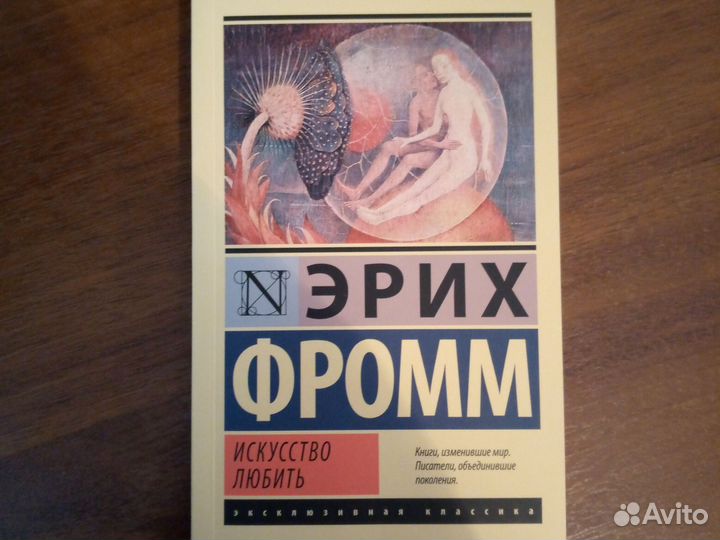 N ЭРИХ
ФРОММ
ИСКУССТВО
ЛЮБИТЬ
Книги, изменившие мир.
Писатели, объединившие
поколения.
эксклюзивная классика
Avito